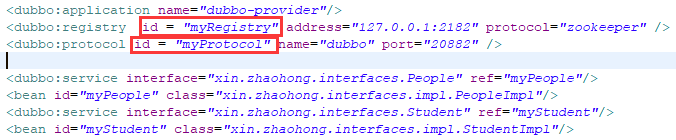 <dubbo:application name="dubbo-provider"/>
<dubbo:registry id = "myRegistry" address="127.0.0.1:2182" protocol="zookeeper" />
<dubbo:protocol id = "myProtocol" name="dubbo" port="20882" />
<dubbo:service interface="xin.zhaohong.interfaces.People" ref="myPeople"/>
<bean id="myPeople" class="xin.zhaohong.interfaces.impl.PeopleImpl"/>
<dubbo:service interface="xin.zhaohong.interfaces.Student" ref="myStudent"/>
<bean id="myStudent" class="xin.zhaohong.interfaces.impl.StudentImpl"/>